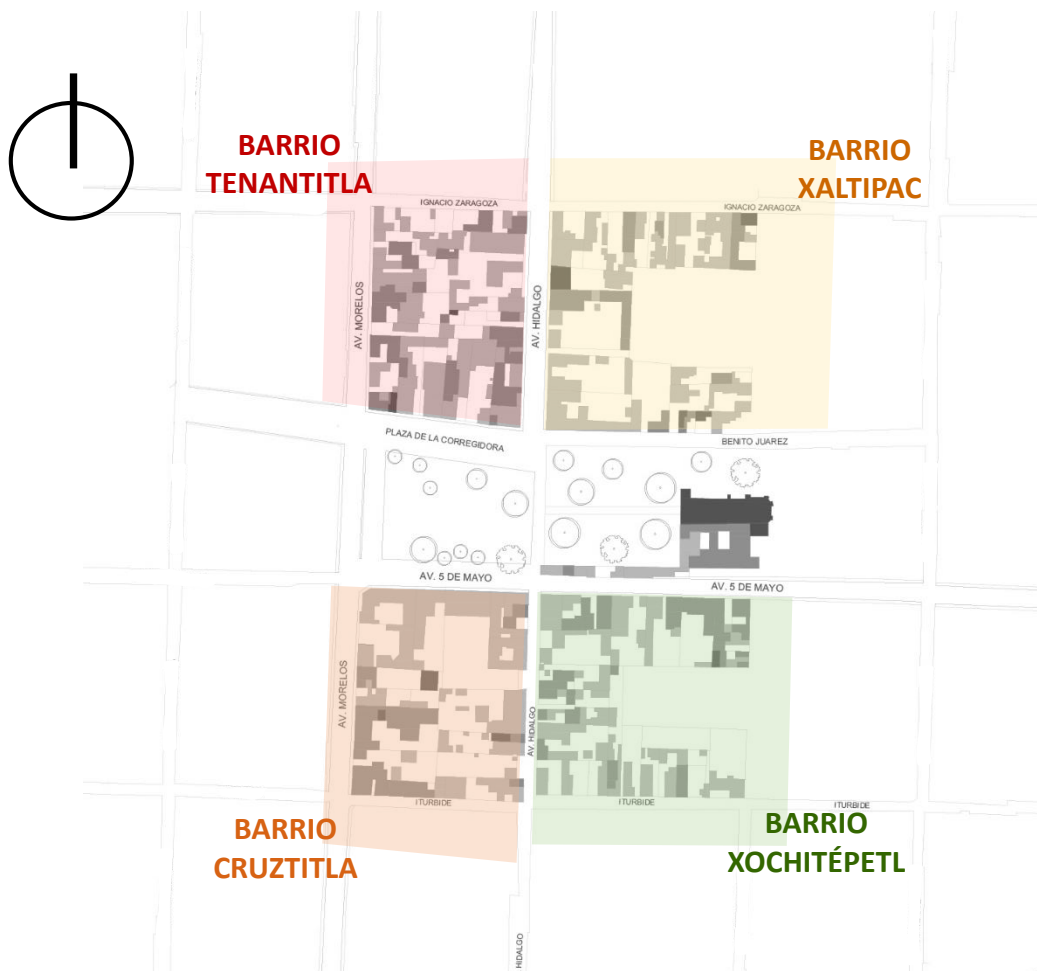 BARRIO
TENANTITLA
BARRIO
XALTIPAC
IGNACIO ZARAGOZA
IGNACIO ZARAGOZA
AV. MORELOS
AV. HIDALGO
PLAZA DE LA CORREGIDORA
BENITO JUAREZ
AV. 5 DE MAYO
AV. 5 DE MAYO
AV. MORELOS
AV. HIDALGO
ITURBIDE
ITURBIDE
ITURBIDE
BARRIO
CRUZTITLA
BARRIO
XOCHITÉPETL
HIDALGO